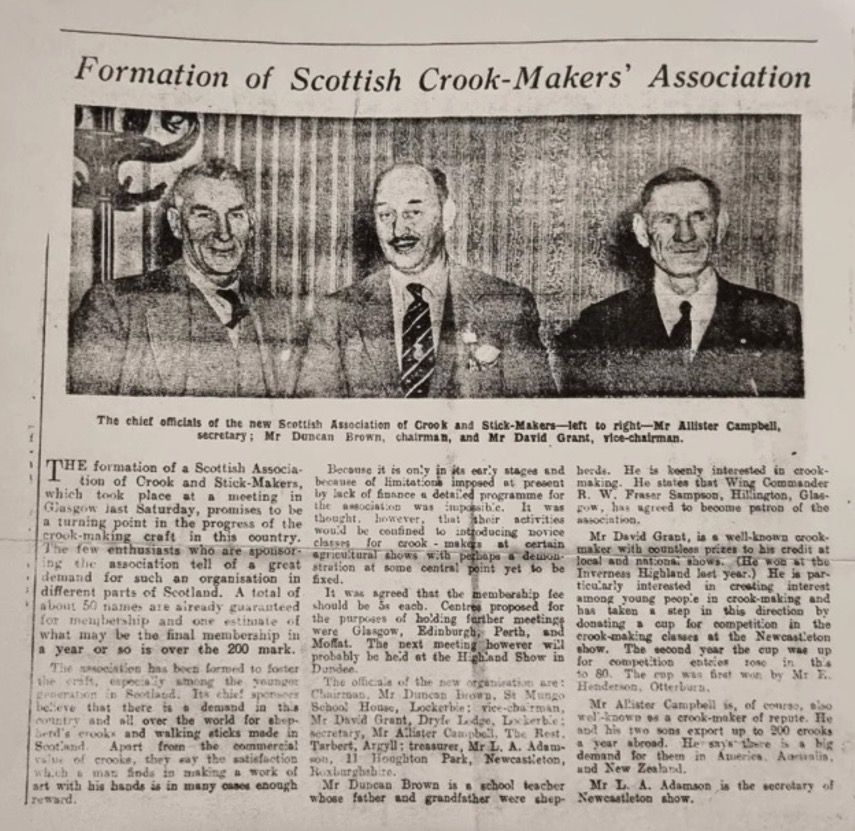 Formation of Scottish Crook-Makers' Association
The chief officials of the new Scottish Association of Crook and Stick-Makers—left to right—Mr Allister Campbell,
secretary; Mr Duncan Brown, chairman, and Mr David Grant, vice-chairman.
THE formation of a Scottish Associa-
tion of Crook and Stick-Makers,
which took place at a meeting in
Glasgow last Saturday, promises to be
a turning point in the progress of the
crook-making craft in this country.
The few enthusiasts who are sponsor-
ing the association tell of a great
demand for such an organisation in
different parts of Scotland. A total of
about 50 names are already guaranteed
for membership and one estimate of
what may be the final membership in
a year or so is over the 200 mark.
The association has been formed to foster
the craft, especially among the younger
generation in Scotland. Its chief sponsors
believe that there is a demand in this
country and all over the world for shep-
herd's crooks and walking sticks made in
Scotland. Apart from the commercial
value of crooks, they say the satisfaction
which a man finds in making a work of
art with his hands is in many cases enough
reward.
Because it is only in its early stages and
because of limitations imposed at present
by lack of finance a detailed programme for
the association was impossible. It was
thought, however, that their activities
would be confined to introducing novice
classes for crook-makers at certain
agricultural shows with perhaps a demon-
stration at some central point yet to be
fixed.
It was agreed that the membership fee
should be 5s each. Centres proposed for
the purposes of holding further meetings
were Glasgow, Edinburgh, Perth, and
Moffat. The next meeting however will
probably be held at the Highland Show in
Dundee.
The officials of the new organisation are:
Chairman, Mr Duncan Brown, St Mungo
School House, Lockerbie; vice-chairman,
Mr David Grant, Dryfe Lodge, Lockerbie;
secretary, Mr Allister Campbell, The Rest,
Tarbert, Argyll; treasurer, Mr L. A. Adam-
son, 11 Houghton Park, Newcastleton,
Roxburghshire.
Mr Duncan Brown is a school teacher
whose father and grandfather were shep-
herds. He is keenly interested in crook-
making. He states that Wing Commander
R. W. Fraser Sampson, Hillington, Glas-
gow, has agreed to become patron of the
association.
Mr David Grant, is a well-known crook-
maker with countless prizes to his credit at
local and national shows. (He won at the
Inverness Highland last year.) He is par-
ticularly interested in creating interest
among young people in crook-making and
has taken a step in this direction by
donating a cup for competition in the
crook-making classes at the Newcastleton
show. The second year the cup was up
for competition entries rose in this
to 80. The cup was first won by Mr E.
Henderson, Otterburn.
Mr Allister Campbell is, of course, also
well-known as a crook-maker of repute. He
and his two sons export up to 200 crooks
a year abroad. He says there is a big
demand for them in America, Australia,
and New Zealand.
Mr L. A. Adamson is the secretary of
Newcastleton show.